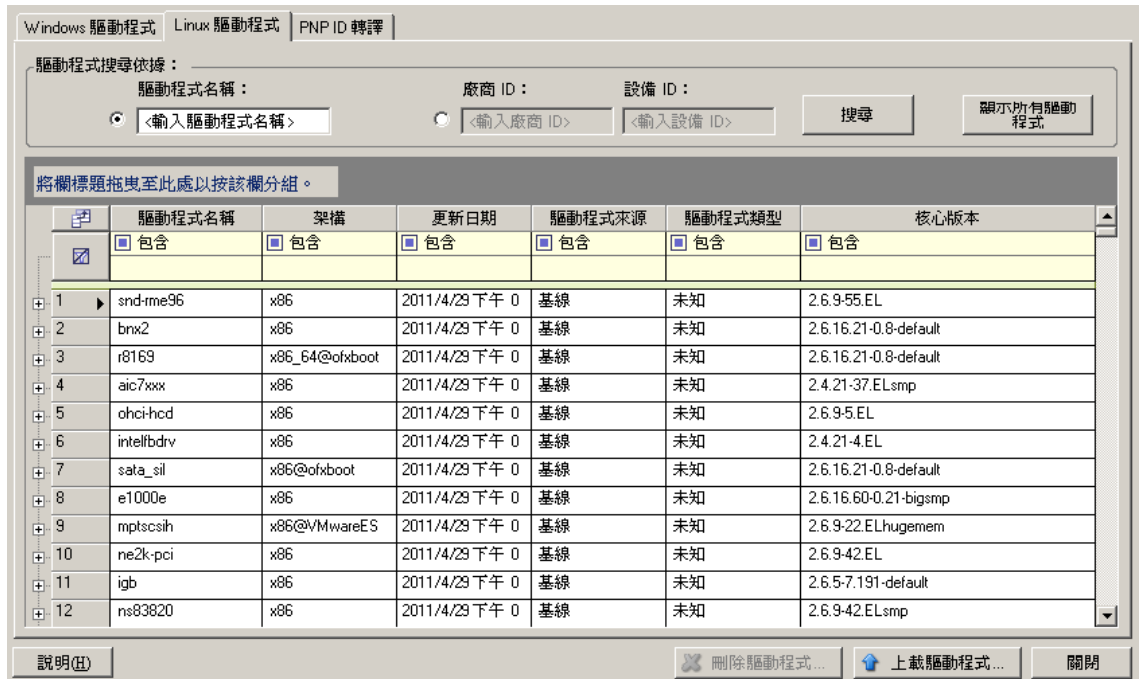 Windows 驅動程式 Linux 驅動程式 PNP ID 轉譯
驅動程式搜尋依據：
驅動程式名稱： 廠商 ID： 設備 ID：
<輸入驅動程式名稱> <輸入廠商 ID> <輸入設備 ID> 搜尋 顯示所有驅動
程式
將欄標題拖曳至此處以按該欄分組。
驅動程式名稱 架構 更新日期 驅動程式來源 驅動程式類型 核心版本
包含 包含 包含 包含 包含 包含
1 snd-rme96 x86 2011/4/29 下午 0 基線 未知 2.6.9-55.EL
2 bnx2 x86 2011/4/29 下午 0 基線 未知 2.6.16.21-0.8-default
3 r8169 x86_64@ofxboot 2011/4/29 下午 0 基線 未知 2.6.16.21-0.8-default
4 aic7xxx x86 2011/4/29 下午 0 基線 未知 2.4.21-37.ELsmp
5 ohci-hcd x86 2011/4/29 下午 0 基線 未知 2.6.9-5.EL
6 intelfbdrv x86 2011/4/29 下午 0 基線 未知 2.4.21-4.EL
7 sata_sil x86@ofxboot 2011/4/29 下午 0 基線 未知 2.6.16.21-0.8-default
8 e1000e x86 2011/4/29 下午 0 基線 未知 2.6.16.60-0.21-bigsmp
9 mptscsih x86@VMwareES 2011/4/29 下午 0 基線 未知 2.6.9-22.ELhugemem
10 ne2k-pci x86 2011/4/29 下午 0 基線 未知 2.6.9-42.EL
11 igb x86 2011/4/29 下午 0 基線 未知 2.6.5-7.191-default
12 ns83820 x86 2011/4/29 下午 0 基線 未知 2.6.9-42.ELsmp
說明(H) 刪除驅動程式... 上載驅動程式... 關閉